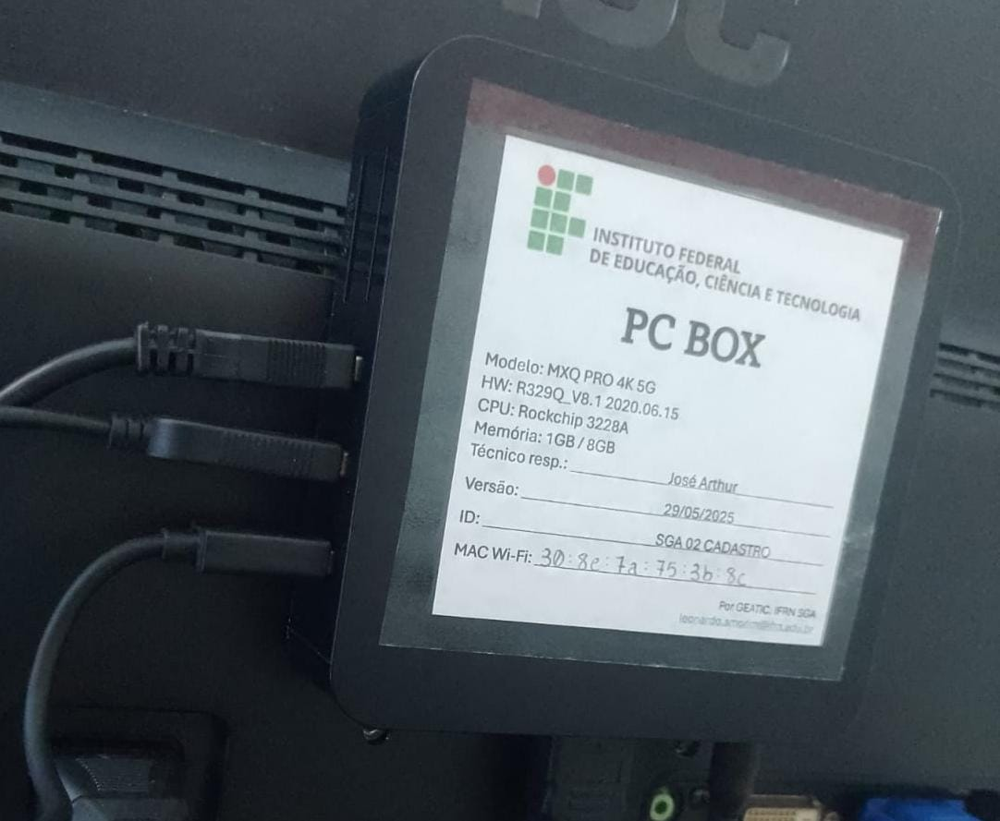 INSTITUTO FEDERAL
DE EDUCAÇÃO, CIÊNCIA E TECNOLOGIA
PC BOX
Modelo: MXQ PRO 4K 5G
HW: R329Q_V8.1 2020.06.15
CPU: Rockchip 3228A
Memória: 1GB / 8GB
Técnico resp.: José Arthur
Versão: 29/05/2025
ID: SGA 02 CADASTRO
MAC Wi-Fi: 30:8e:7a:75:3b:8c
Por GEATIC, IFRN SGA
leonardo.amorim@ifrn.edu.br